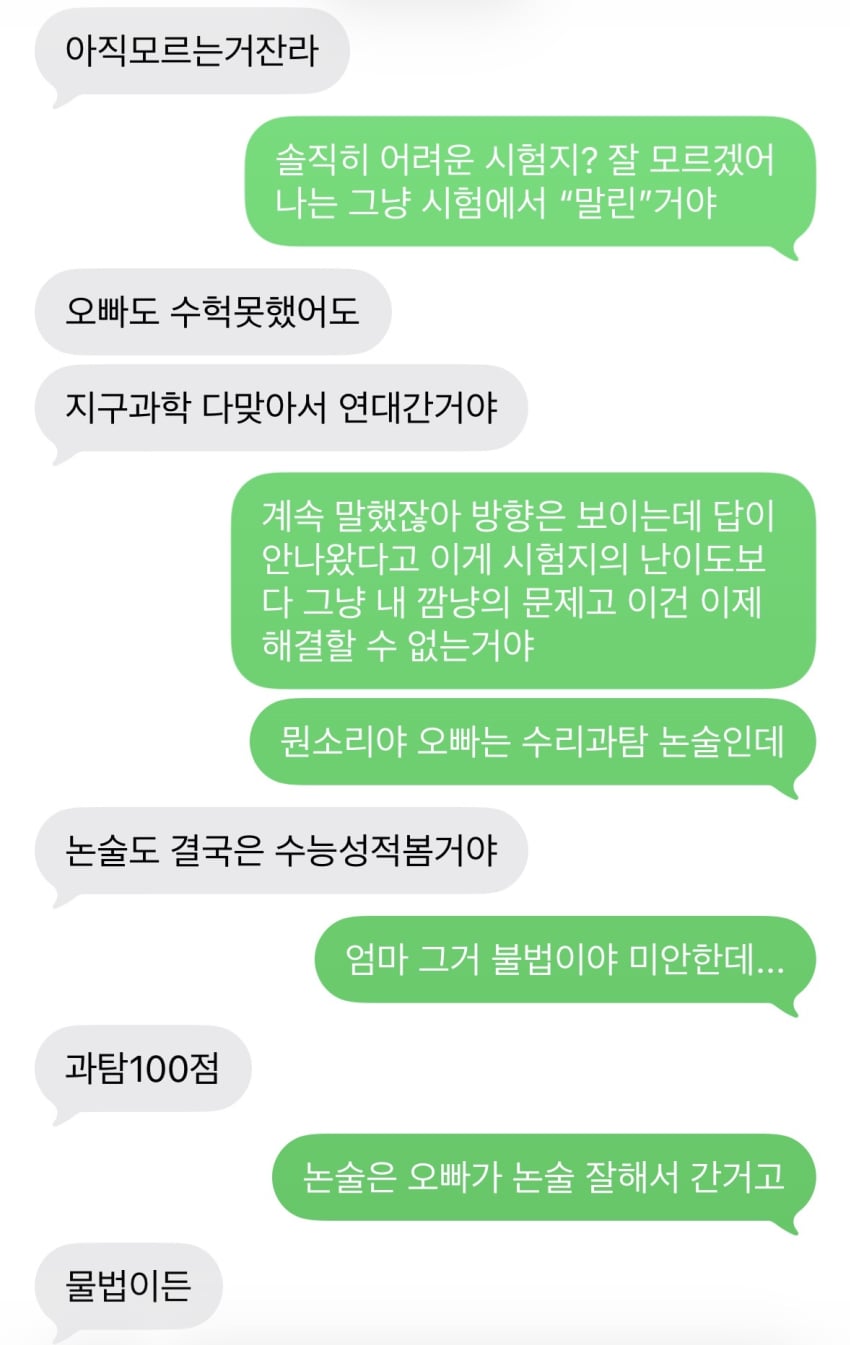 아직모르는거잔라
솔직히 어려운 시험지? 잘 모르겠어
나는 그냥 시험에서 “말린”거야
오빠도 수헉못했어도
지구과학 다맞아서 연대간거야
계속 말했잖아 방향은 보이는데 답이
안나왔다고 이게 시험지의 난이도보
다 그냥 내 깜냥의 문제고 이건 이제
해결할 수 없는거야
뭔소리야 오빠는 수리과탐 논술인데
논술도 결국은 수능성적봄거야
엄마 그거 불법이야 미안한데...
과탐100점
논술은 오빠가 논술 잘해서 간거고
물법이든